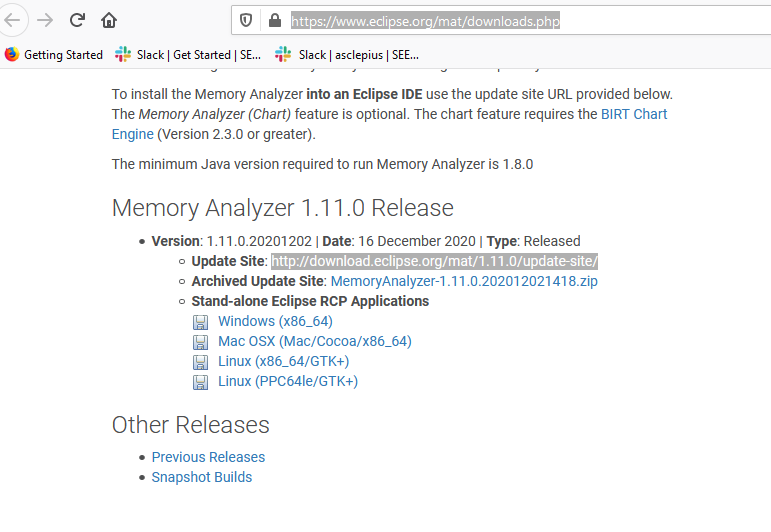 https://www.eclipse.org/mat/downloads.php
Getting Started Slack | Get Started | SE... Slack | asclepius | SEE...
To install the Memory Analyzer into an Eclipse IDE use the update site URL provided below.
The Memory Analyzer (Chart) feature is optional. The chart feature requires the BIRT Chart
Engine (Version 2.3.0 or greater).
The minimum Java version required to run Memory Analyzer is 1.8.0
Memory Analyzer 1.11.0 Release
Version: 1.11.0.20201202 | Date: 16 December 2020 | Type: Released
Update Site: http://download.eclipse.org/mat/1.11.0/update-site/
Archived Update Site: MemoryAnalyzer-1.11.0.202012021418.zip
Stand-alone Eclipse RCP Applications
Windows (x86_64)
Mac OSX (Mac/Cocoa/x86_64)
Linux (x86_64/GTK+)
Linux (PPC64le/GTK+)
Other Releases
Previous Releases
Snapshot Builds